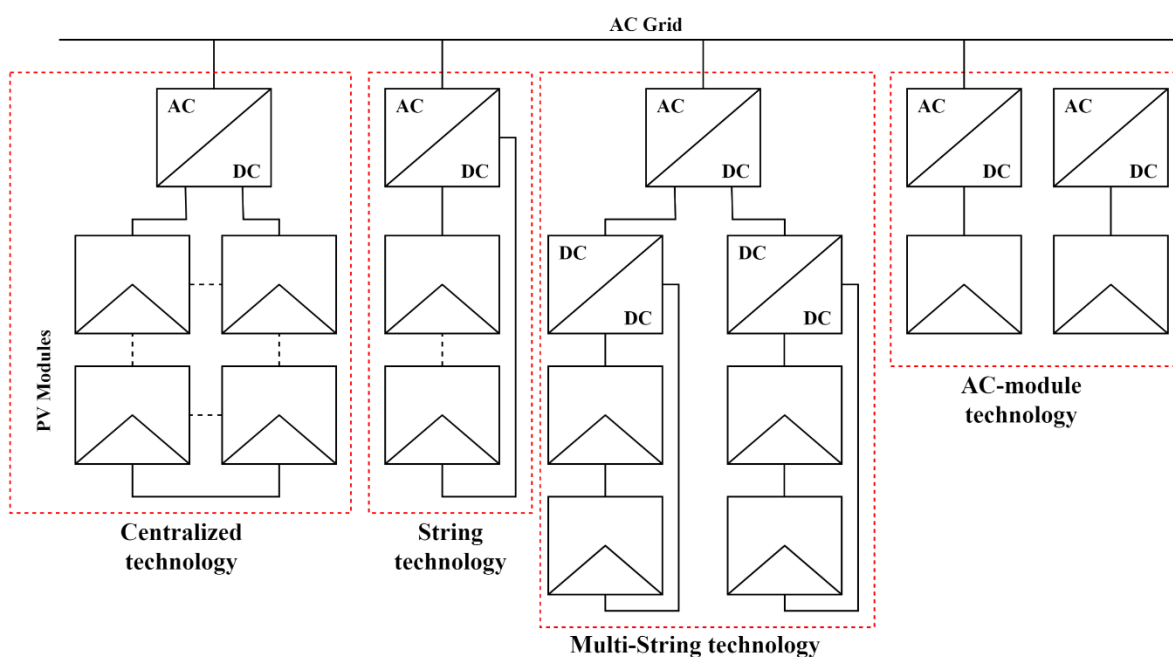 AC Grid
AC
DC
AC
DC
AC
DC
AC
DC
AC
DC
DC
DC
DC
DC
PV Modules
Centralized
technology
String
technology
Multi-String technology
AC-module
technology